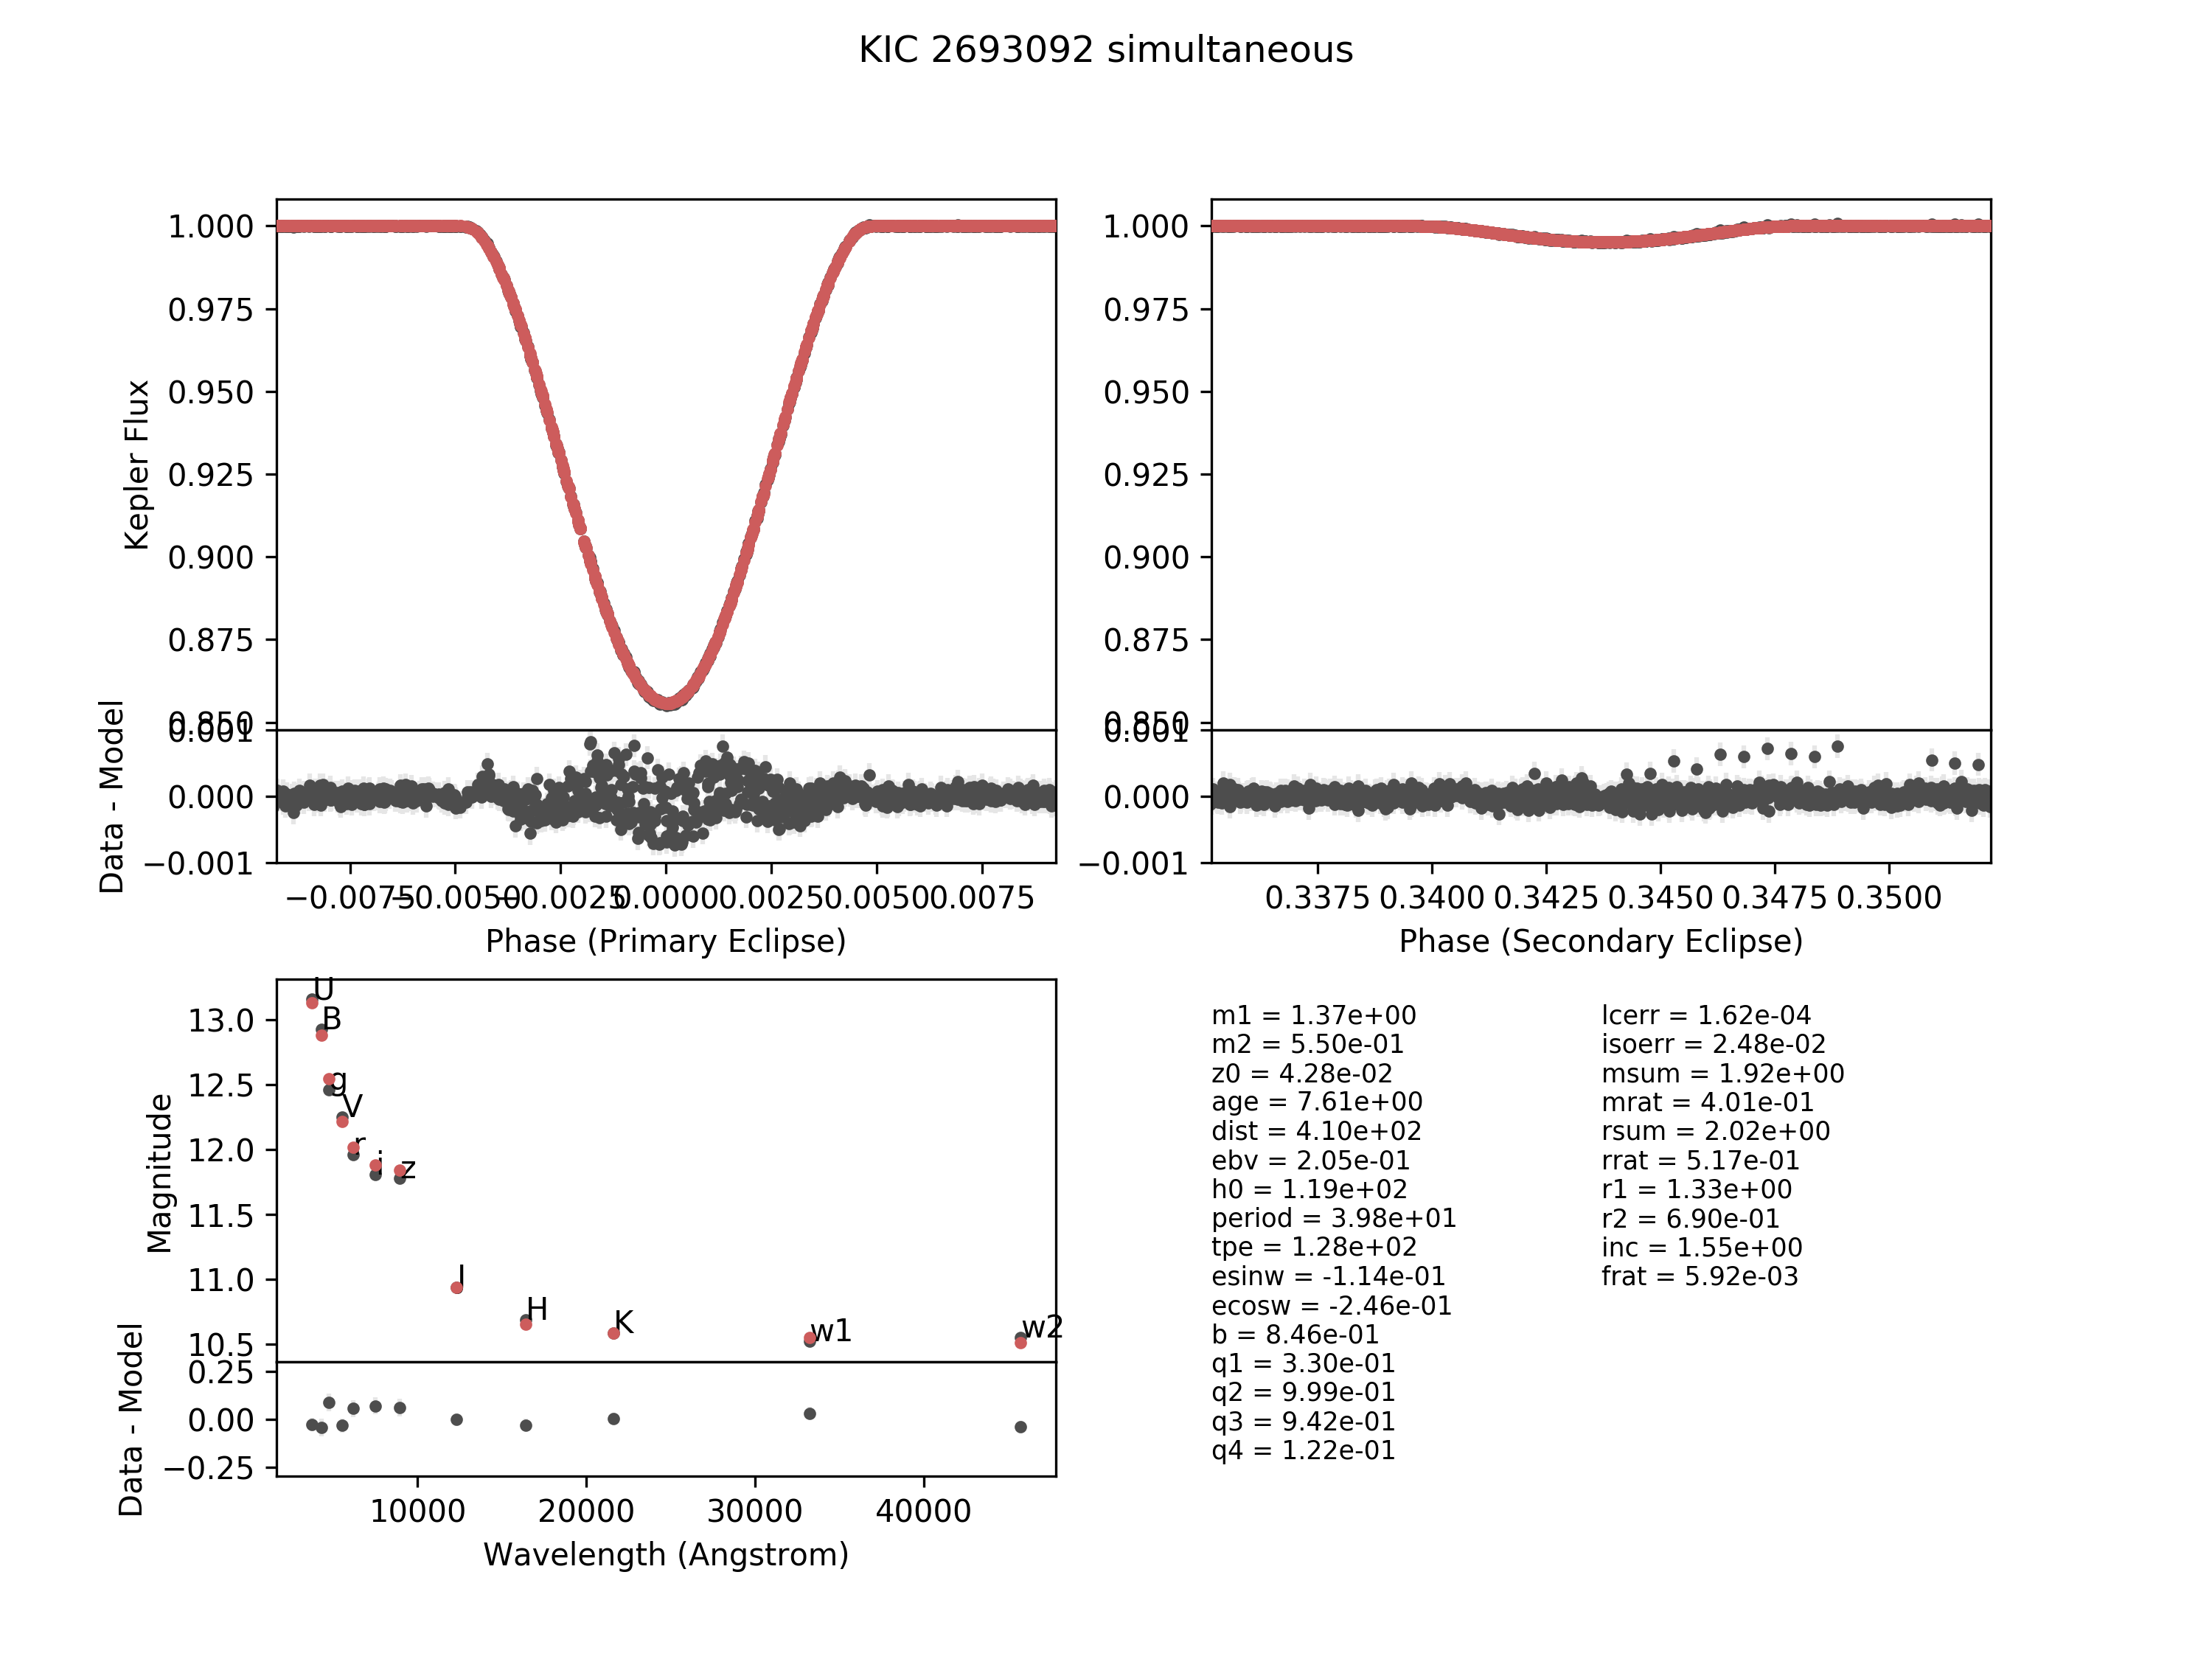 KIC 2693092 simultaneous
1.000
0.975
0.950
0.925
0.900
0.875
0.850
Kepler Flux
0.001
0.000
−0.001
Data - Model
−0.0075 −0.0050 −0.0025 0.0000 0.0025 0.0050 0.0075
Phase (Primary Eclipse)
1.000
0.975
0.950
0.925
0.900
0.875
0.850
0.001
0.000
−0.001
0.3375 0.3400 0.3425 0.3450 0.3475 0.3500
Phase (Secondary Eclipse)
13.0
12.5
12.0
11.5
11.0
10.5
Magnitude
U
B
g
V
r
i
z
J
H
K
w1
w2
0.25
0.00
−0.25
Data - Model
10000 20000 30000 40000
Wavelength (Angstrom)
m1 = 1.37e+00
m2 = 5.50e-01
z0 = 4.28e-02
age = 7.61e+00
dist = 4.10e+02
ebv = 2.05e-01
h0 = 1.19e+02
period = 3.98e+01
tpe = 1.28e+02
esinw = -1.14e-01
ecosw = -2.46e-01
b = 8.46e-01
q1 = 3.30e-01
q2 = 9.99e-01
q3 = 9.42e-01
q4 = 1.22e-01
lcerr = 1.62e-04
isoerr = 2.48e-02
msum = 1.92e+00
mrat = 4.01e-01
rsum = 2.02e+00
rrat = 5.17e-01
r1 = 1.33e+00
r2 = 6.90e-01
inc = 1.55e+00
frat = 5.92e-03